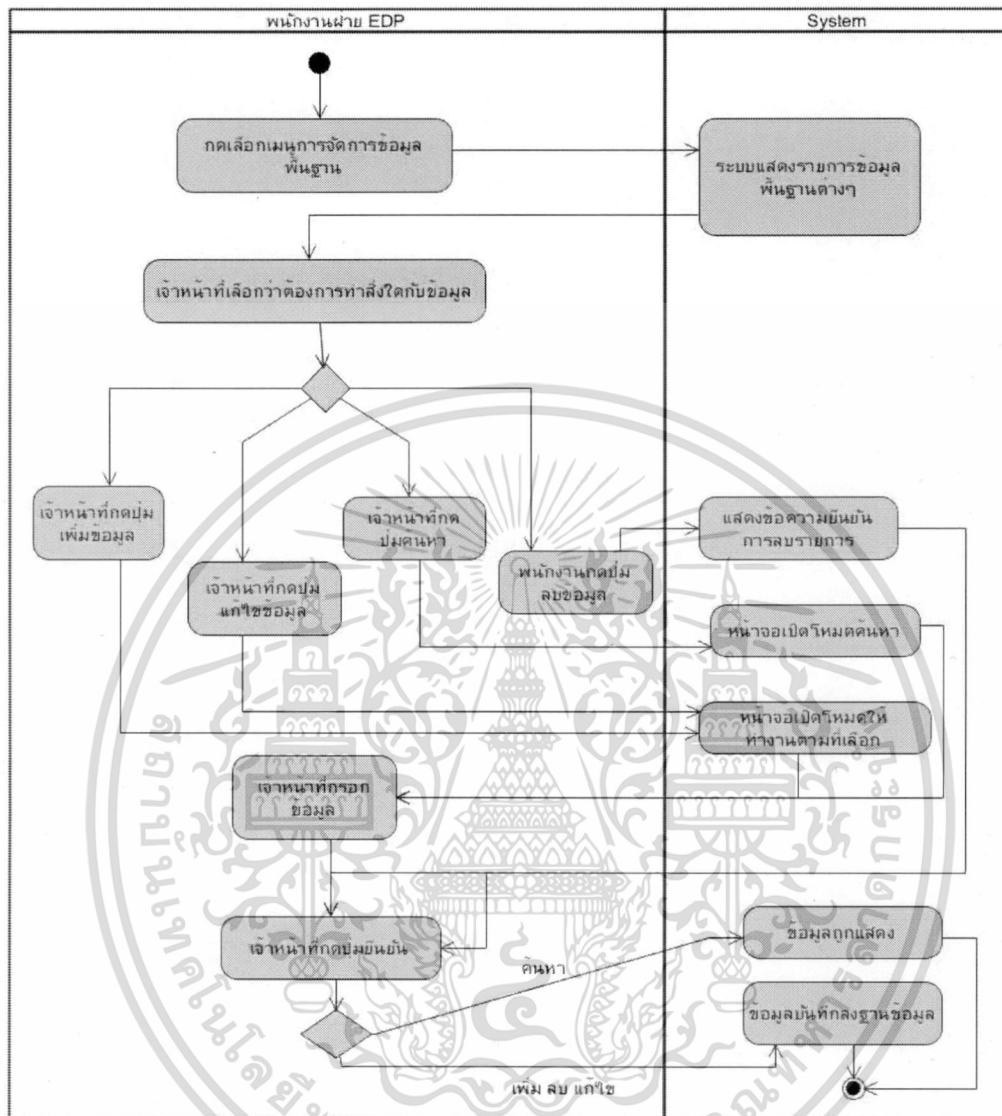 พนักงานฝ่าย EDP
System
กดเลือกเมนูการจัดการข้อมูล
พื้นฐาน
ระบบแสดงรายการข้อมูล
พื้นฐานต่างๆ
เจ้าหน้าที่เลือกว่าต้องการทำสิ่งใดกับข้อมูล
เจ้าหน้าที่กดปุ่ม
เพิ่มข้อมูล
เจ้าหน้าที่กดปุ่ม
แก้ไขข้อมูล
เจ้าหน้าที่กด
ปุ่มค้นหา
พนักงานกดปุ่ม
ลบข้อมูล
แสดงข้อความยืนยัน
การลบรายการ
หน้าจอเปิดโหมดค้นหา
หน้าจอเปิดโหมดให้
ทำงานตามที่เลือก
เจ้าหน้าที่กรอก
ข้อมูล
เจ้าหน้าที่กดปุ่มยืนยัน
ค้นหา
ข้อมูลถูกแสดง
ข้อมูลบันทึกลงฐานข้อมูล
เพิ่ม ลบ แก้ไข